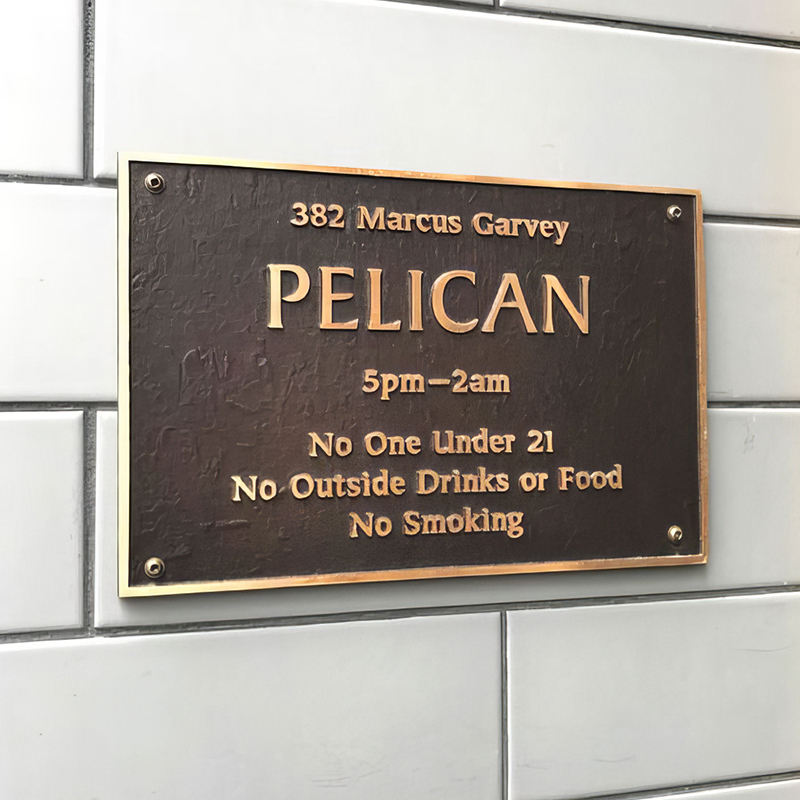 382 Marcus Garvey
PELICAN
5pm–2am
No One Under 21
No Outside Drinks or Food
No Smoking